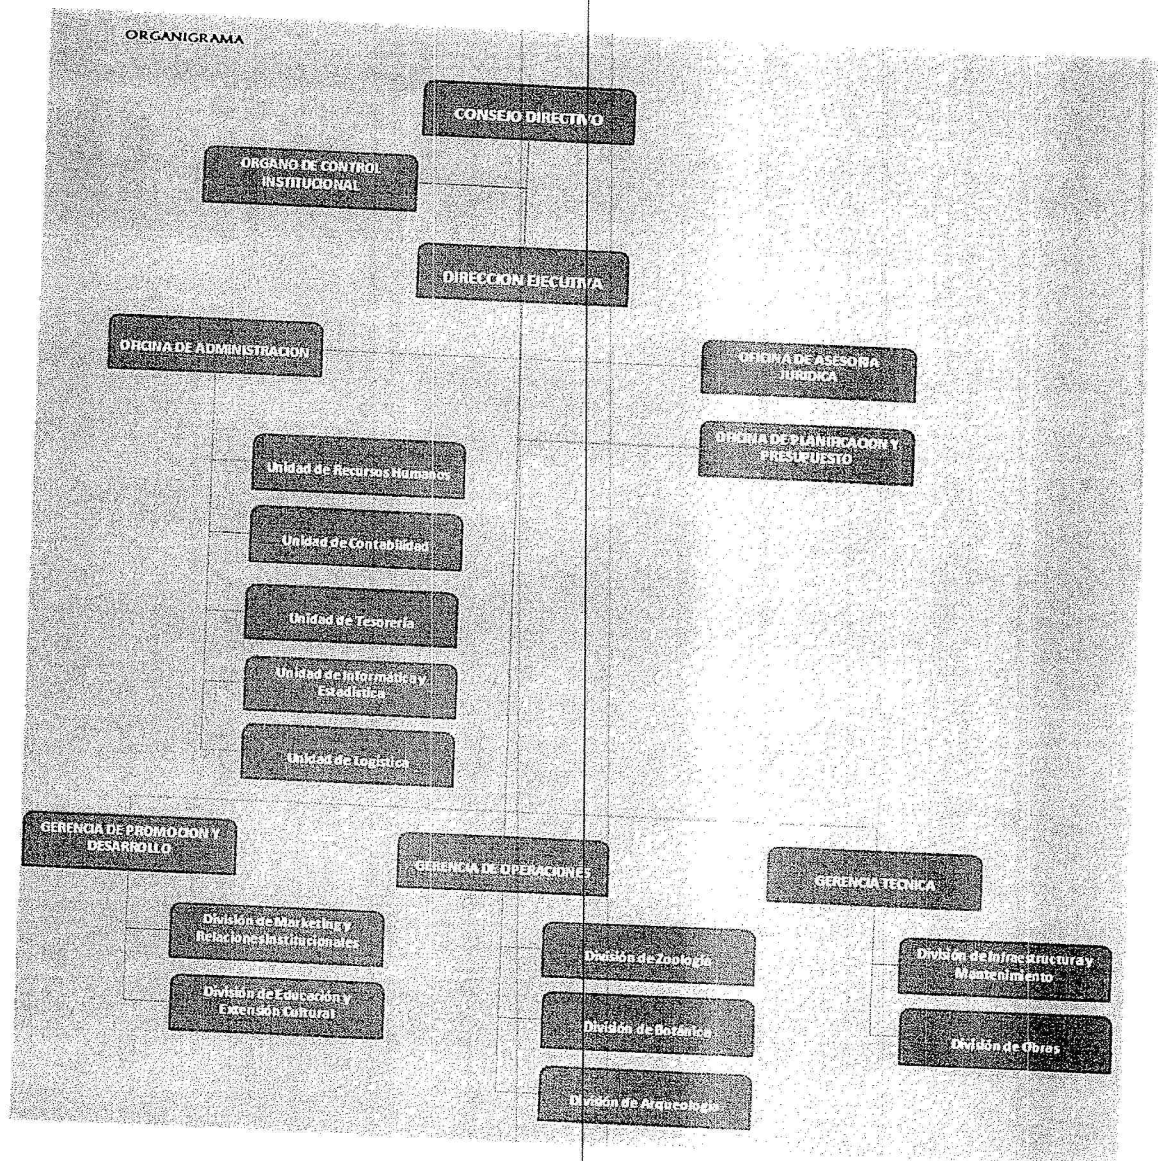 ORGANIGRAMA
CONSEJO DIRECTIVO
ORGANO DE CONTROL
INSTITUCIONAL
DIRECCION EJECUTIVA
OFICINA DE ADMINISTRACION
OFICINA DE ASESORIA
JURIDICA
OFICINA DE PLANIFICACION Y
PRESUPUESTO
Unidad de Recursos Humanos
Unidad de Contabilidad
Unidad de Tesorería
Unidad de Informática y
Estadística
Unidad de Logística
GERENCIA DE PROMOCION Y
DESARROLLO
GERENCIA DE OPERACIONES
GERENCIA TECNICA
División de Marketing y
Relaciones Institucionales
División de Educación y
Extensión Cultural
División de Zoología
División de Botánica
División de Arqueología
División de Infraestructura y
Mantenimiento
División de Obras